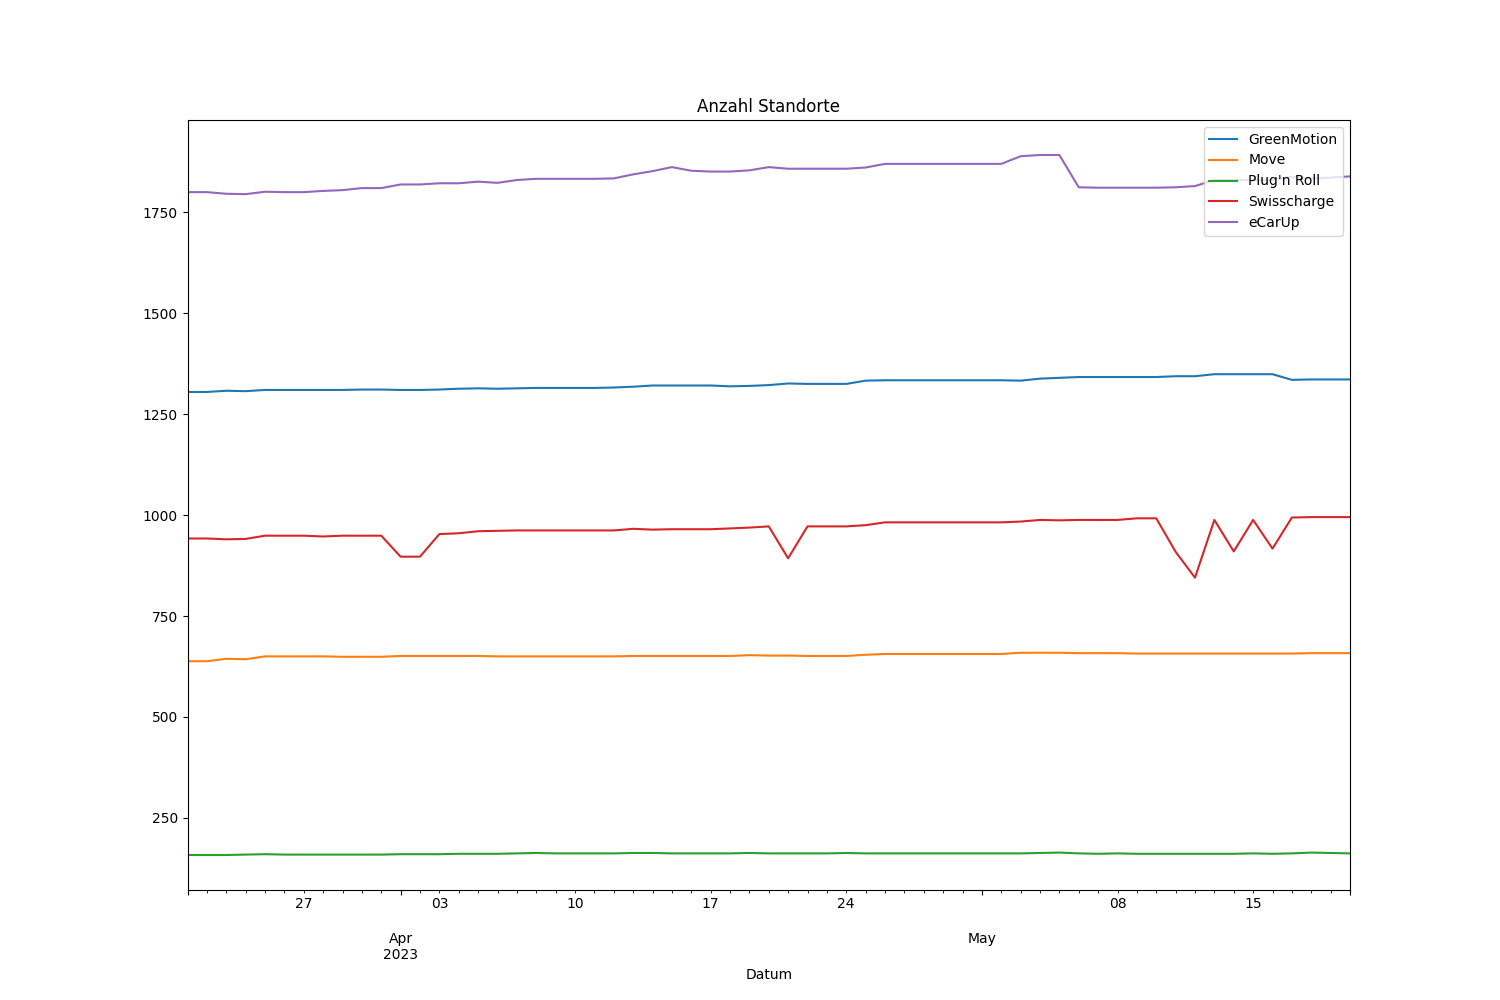 Anzahl Standorte
GreenMotion
Move
Plug'n Roll
Swisscharge
eCarUp
1750
1500
1250
1000
750
500
250
27 03 10 17 24 08 15
Apr May
2023
Datum